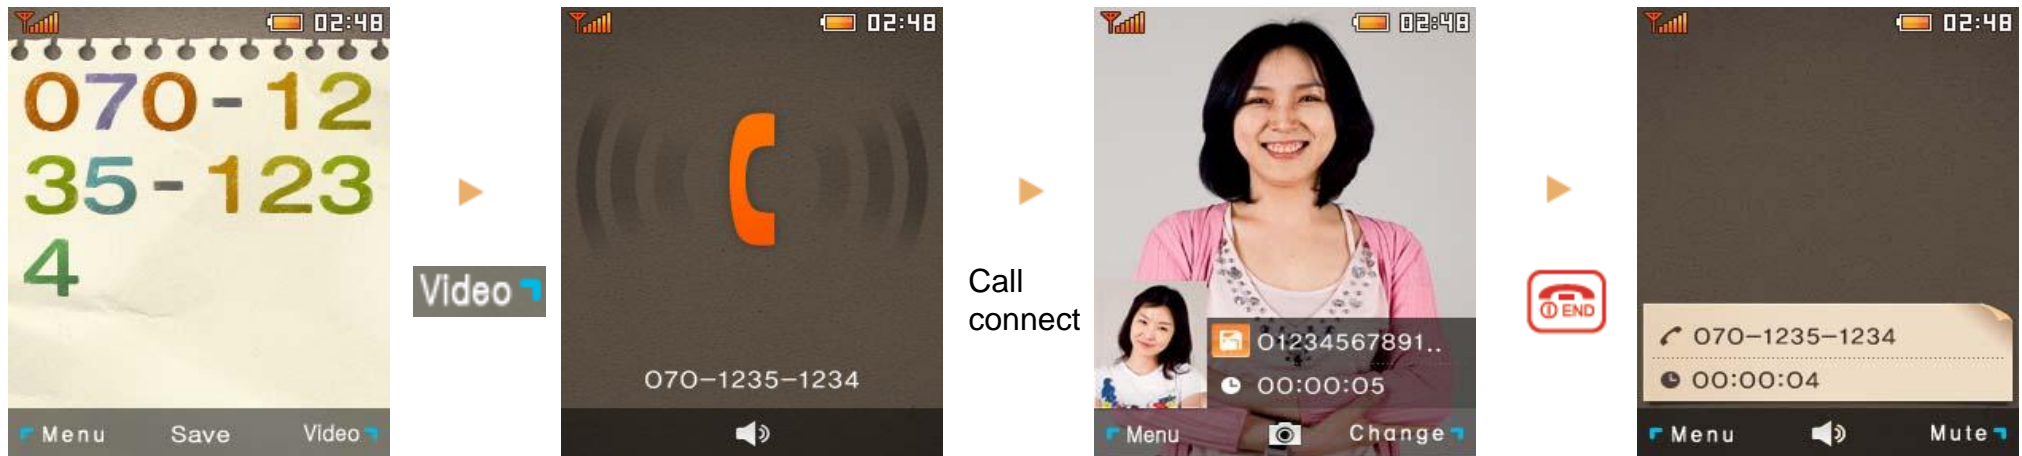 02:48
070-12
35-123
4
Menu Save Video
Video
02:48
070-1235-1234
Call
connect
02:48
01234567891..
00:00:05
Menu Change
END
02:48
070-1235-1234
00:00:04
Menu Mute